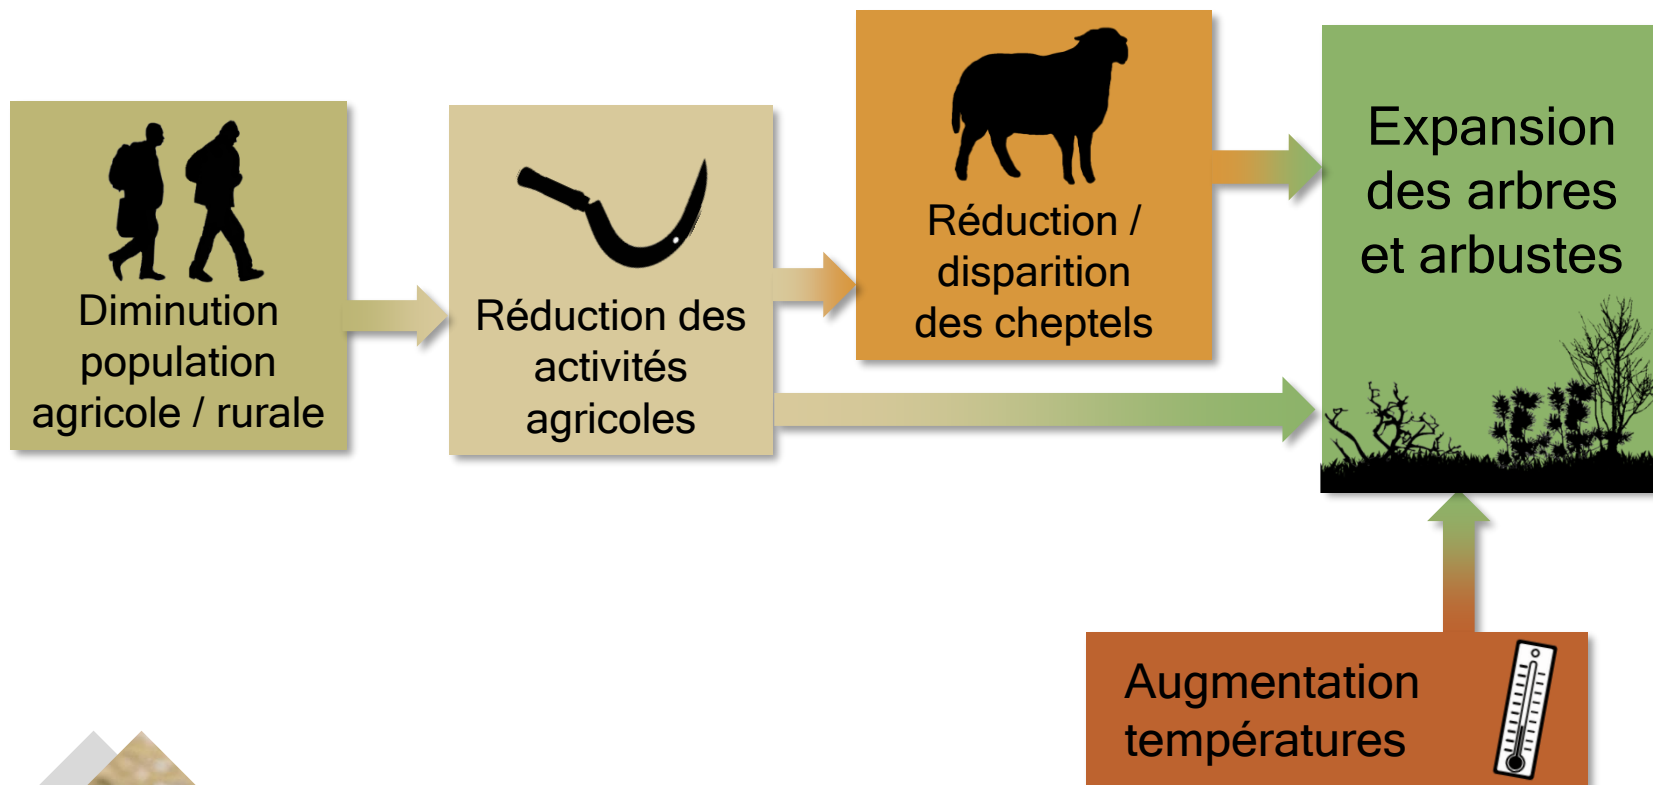 Diminution
population
agricole / rurale
Réduction des
activités
agricoles
Réduction /
disparition
des cheptels
Expansion
des arbres
et arbustes
Augmentation
températures